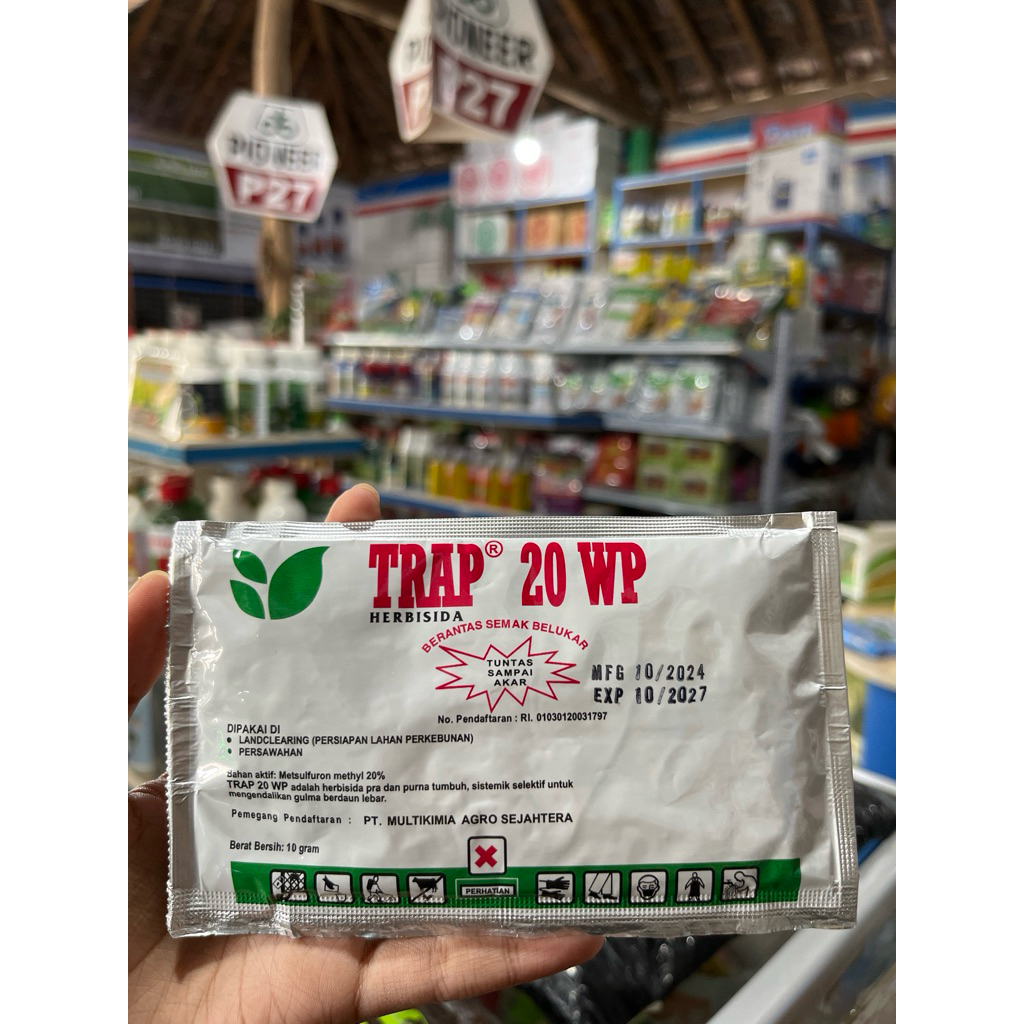 PIONEER
P27
PIONEER
P27
TRAP® 20 WP
HERBISIDA
BERANTAS SEMAK BELUKAR
TUNTAS
SAMPAI
AKAR
MFG 10/2024
EXP 10/2027
No. Pendaftaran : RI. 01030120031797
DIPAKAI DI
• LANDCLEARING (PERSIAPAN LAHAN PERKEBUNAN)
• PERSAWAHAN
Bahan aktif: Metsulfuron methyl 20%
TRAP 20 WP adalah herbisida pra dan purna tumbuh, sistemik selektif untuk
mengendalikan gulma berdaun lebar.
Pemegang Pendaftaran : PT. MULTIKIMIA AGRO SEJAHTERA
Berat Bersih: 10 gram
PERHATIAN